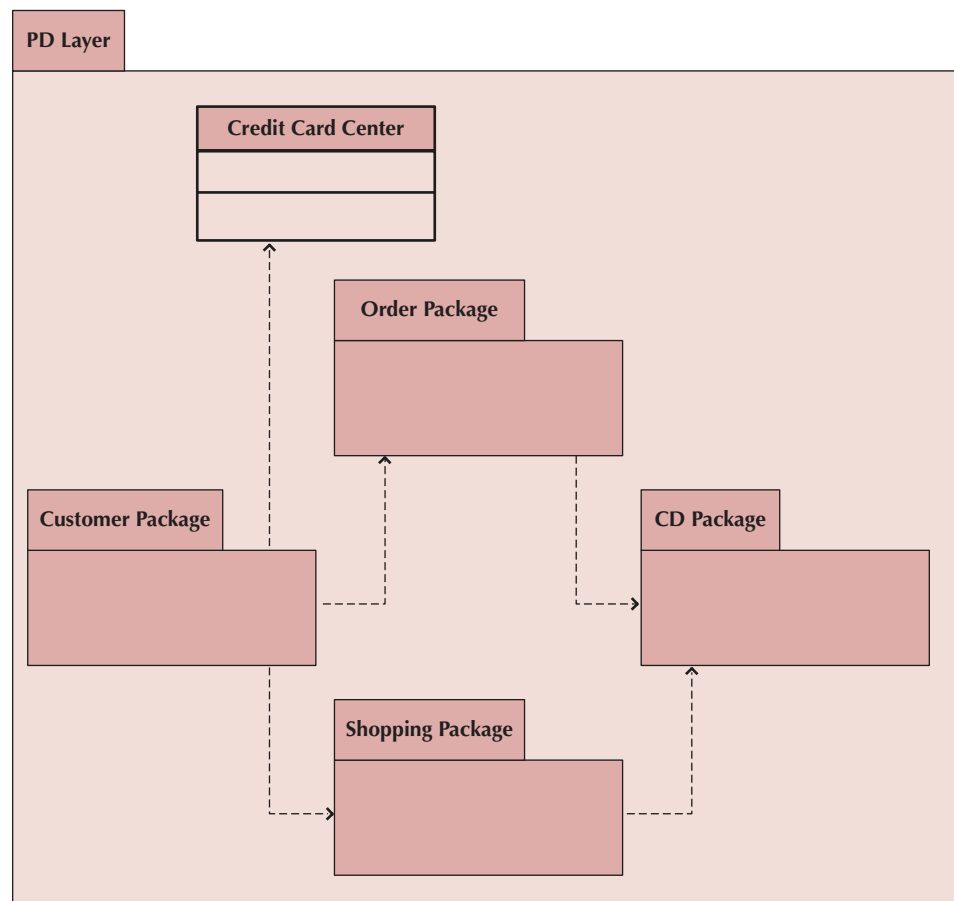 PD Layer
Credit Card Center
Order Package
Customer Package
CD Package
Shopping Package